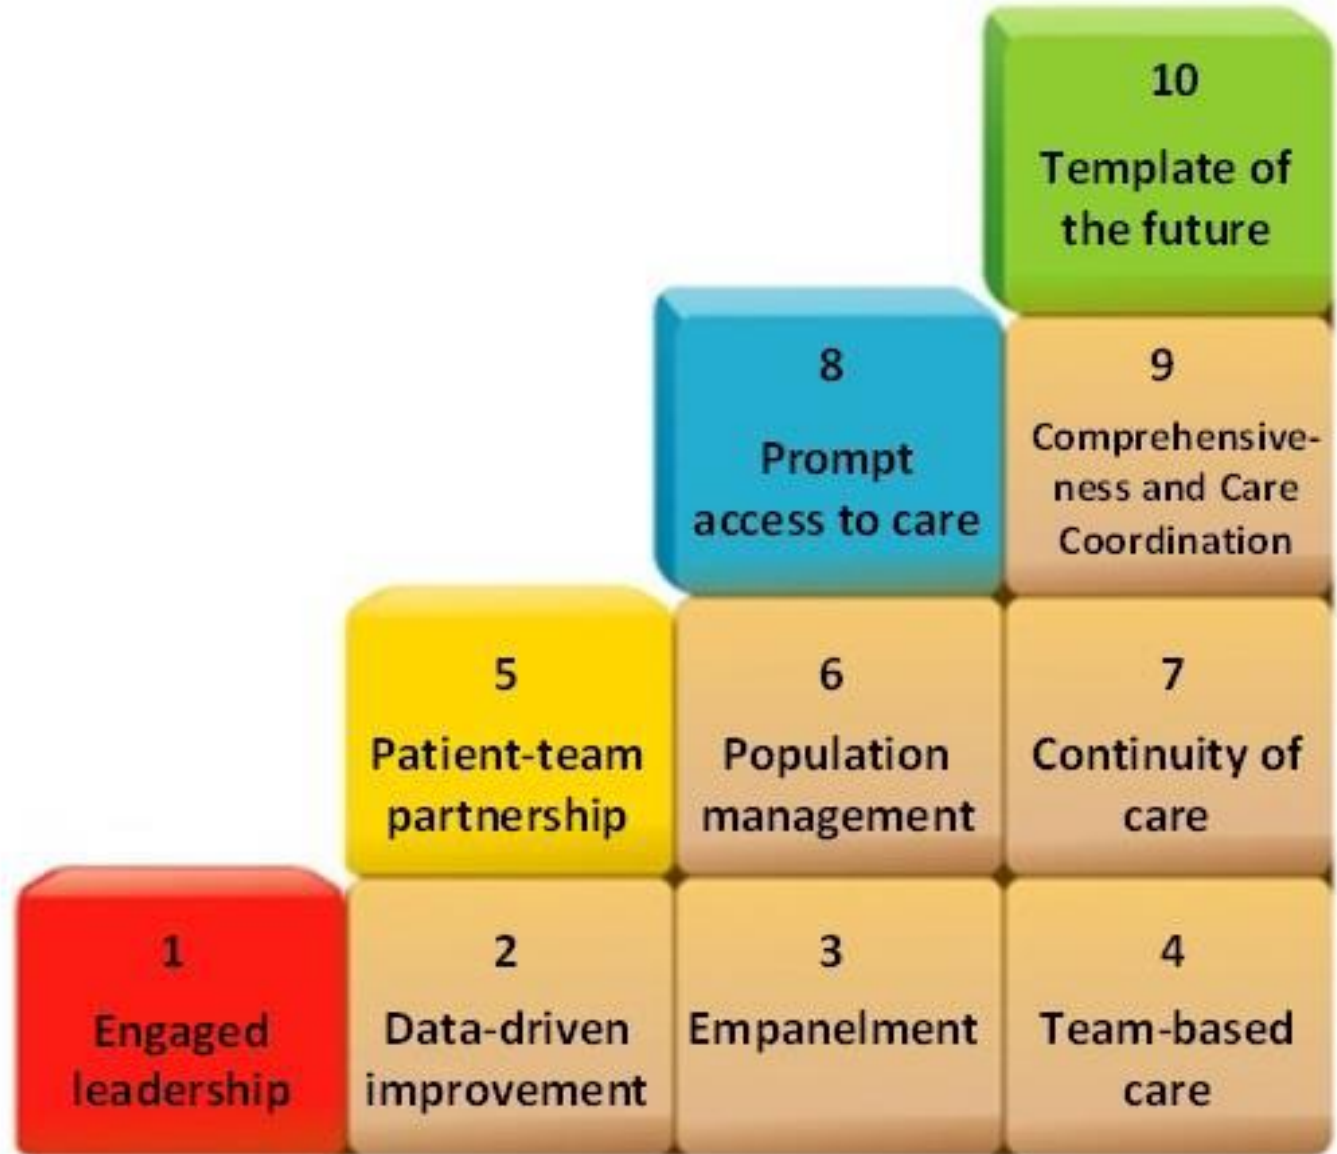 10
Template of
the future
8
Prompt
access to care
9
Comprehensive-
ness and Care
Coordination
5
Patient-team
partnership
6
Population
management
7
Continuity of
care
1
Engaged
leadership
2
Data-driven
improvement
3
Empanelment
4
Team-based
care